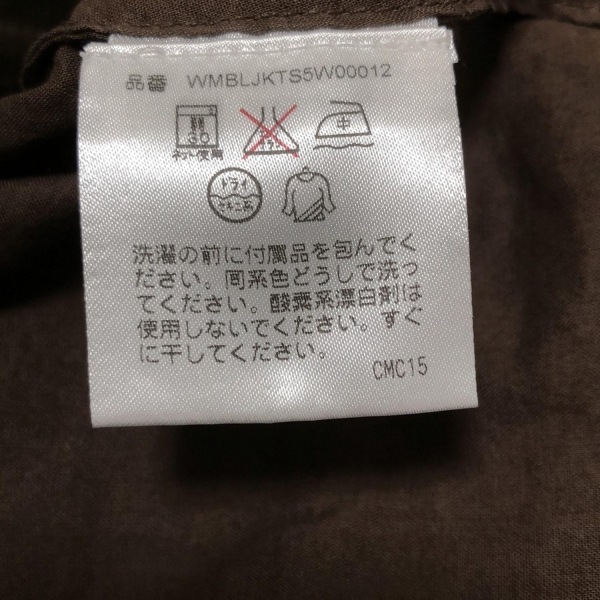 品番 WMBLJKTS5W00012
ネット使用
ドライ
洗濯の前に付属品を包んでく
ださい。同系色どうしで洗っ
てください。酸素系漂白剤は
使用しないでください。すぐ
に干してください。
CMC15